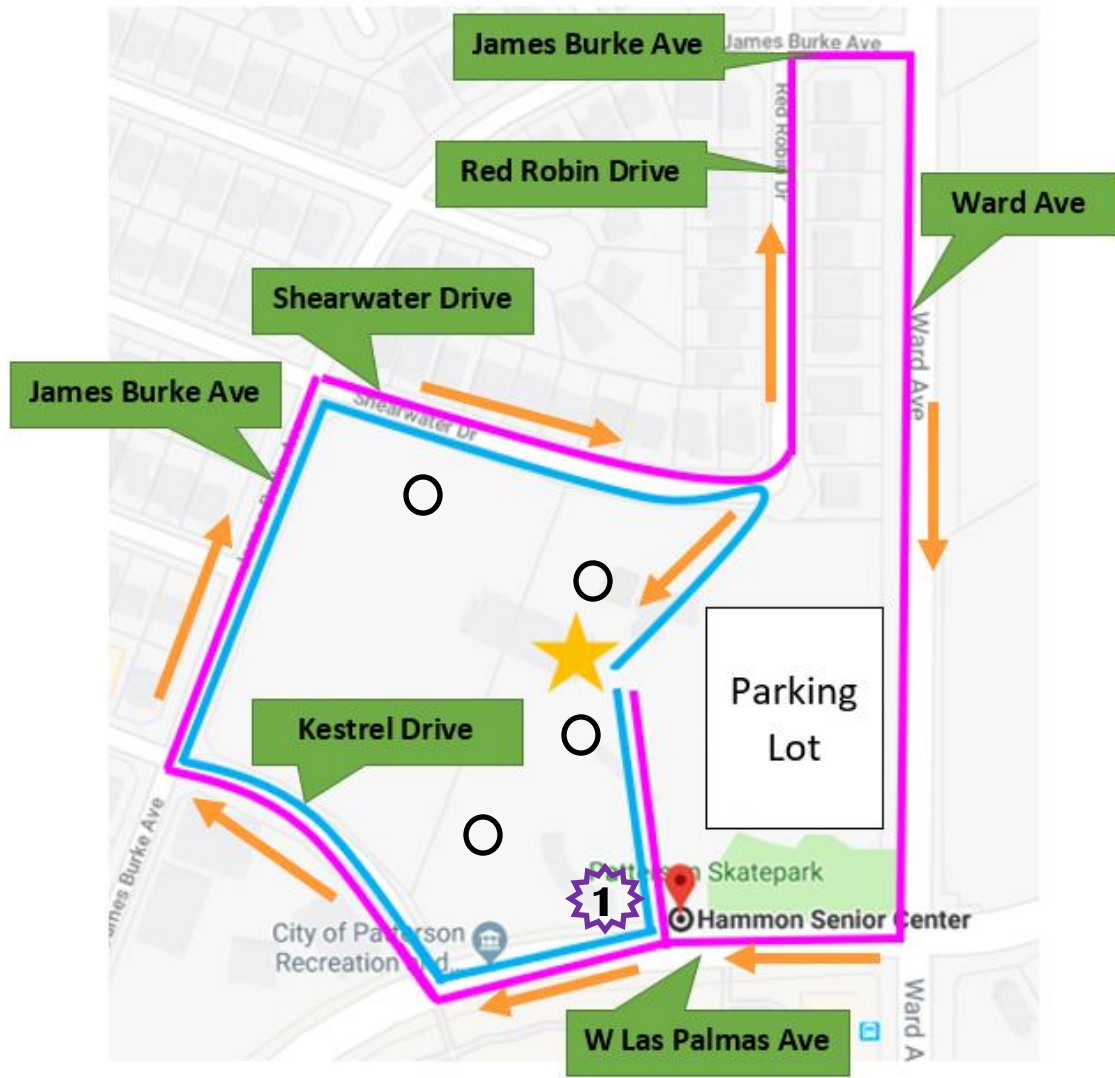 James Burke Ave
James Burke Ave
Red Robin Dr
Red Robin Drive
Ward Ave
Shearwater Drive
James Burke Ave
Shearwater Dr
Ward Ave
Parking
Lot
Kestrel Drive
James Burke Ave
1
Skatepark
Hammon Senior Center
City of Patterson
Recreation and...
W Las Palmas Ave
Ward A